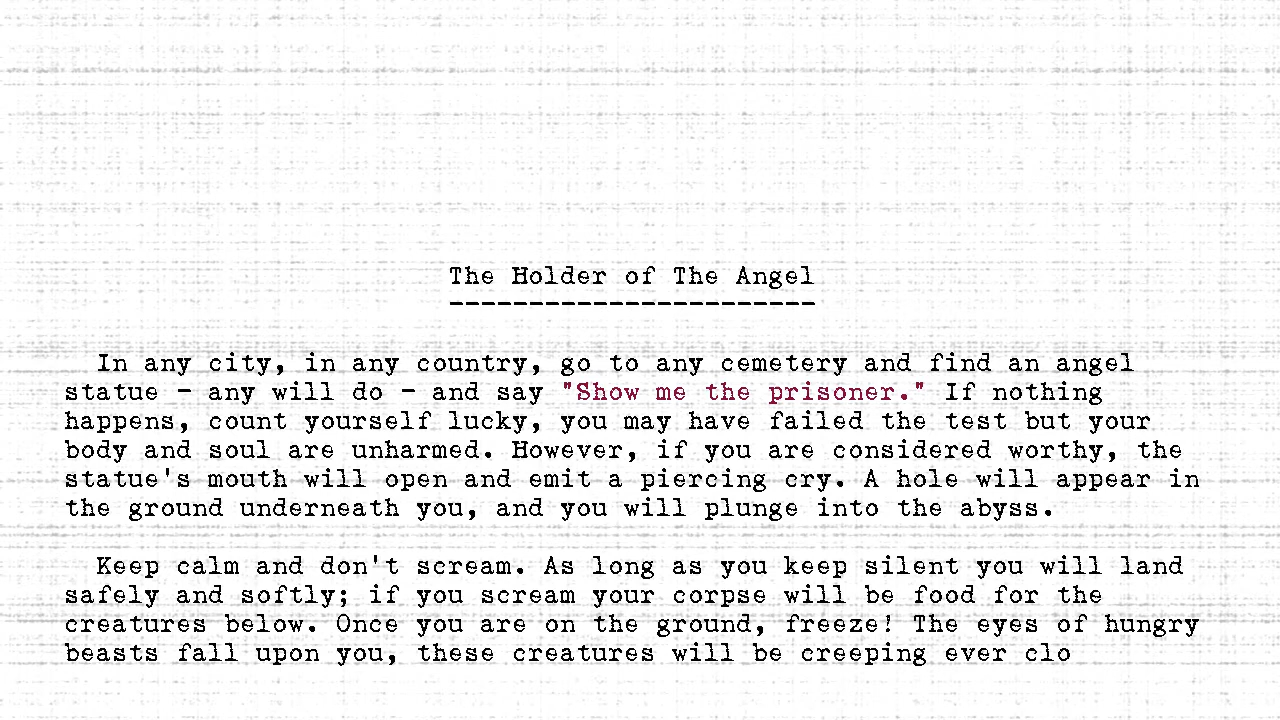 The Holder of The Angel
-----------------------
In any city, in any country, go to any cemetery and find an angel
statue - any will do - and say "Show me the prisoner." If nothing
happens, count yourself lucky, you may have failed the test but your
body and soul are unharmed. However, if you are considered worthy, the
statue's mouth will open and emit a piercing cry. A hole will appear in
the ground underneath you, and you will plunge into the abyss.
Keep calm and don't scream. As long as you keep silent you will land
safely and softly; if you scream your corpse will be food for the
creatures below. Once you are on the ground, freeze! The eyes of hungry
beasts fall upon you, these creatures will be creeping ever clo